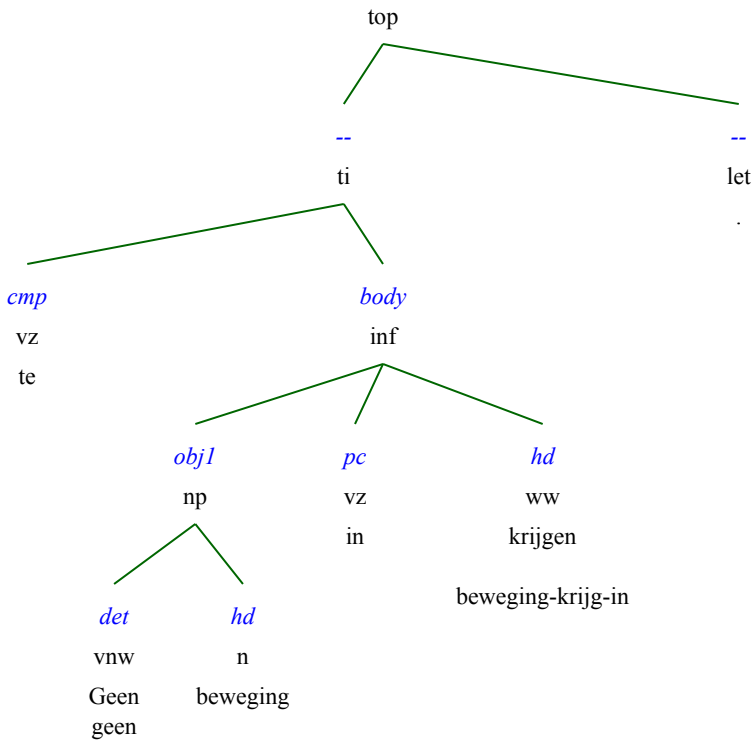 top
-- --
ti let
.
cmp body
vz inf
te
obj1 pc hd
np vz ww
in krijgen
beweging-krijg-in
det hd
vnw n
Geen beweging
geen